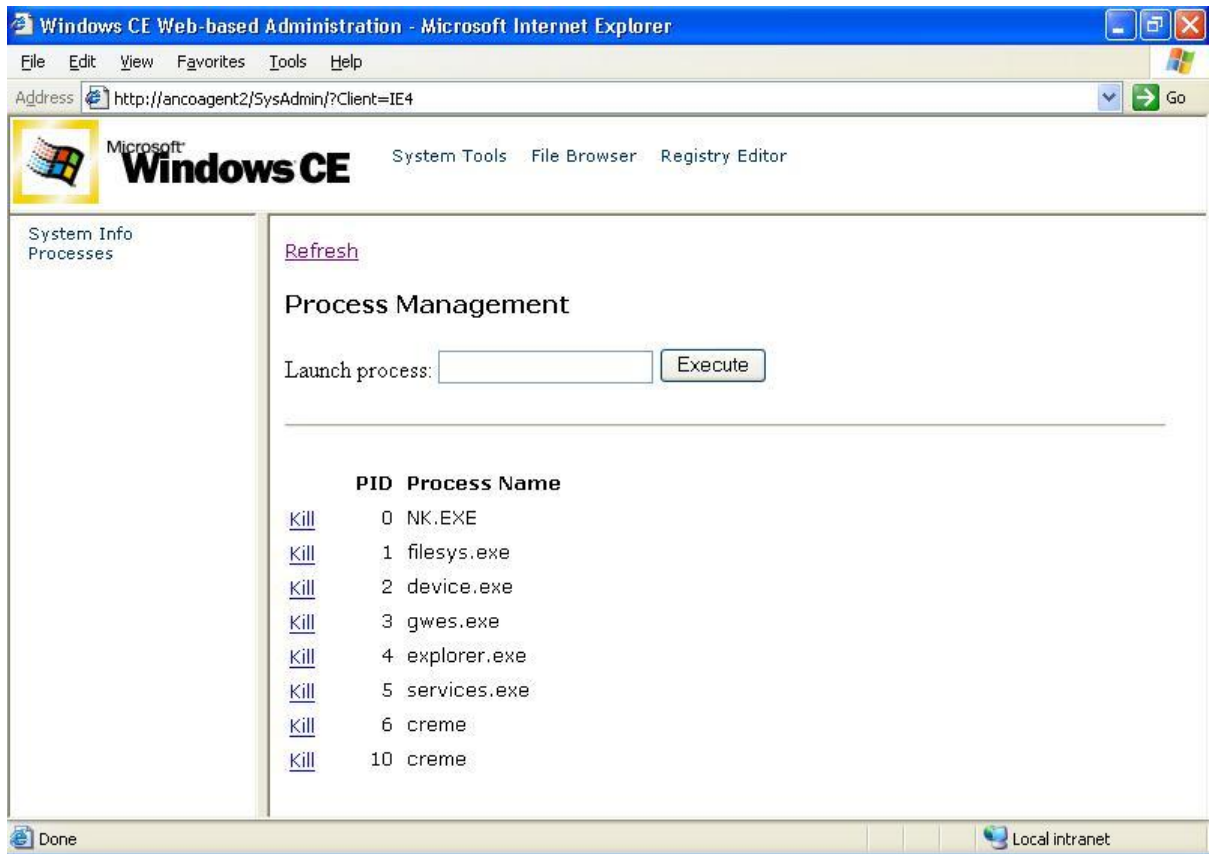 Windows CE Web-based Administration - Microsoft Internet Explorer
File Edit View Favorites Tools Help
Address http://ancoagent2/SysAdmin/?Client=IE4 Go
Microsoft
Windows CE System Tools File Browser Registry Editor
System Info
Processes
Refresh
Process Management
Launch process: Execute
PID Process Name
Kill 0 NK.EXE
Kill 1 filesys.exe
Kill 2 device.exe
Kill 3 gwes.exe
Kill 4 explorer.exe
Kill 5 services.exe
Kill 6 creme
Kill 10 creme
Done Local intranet